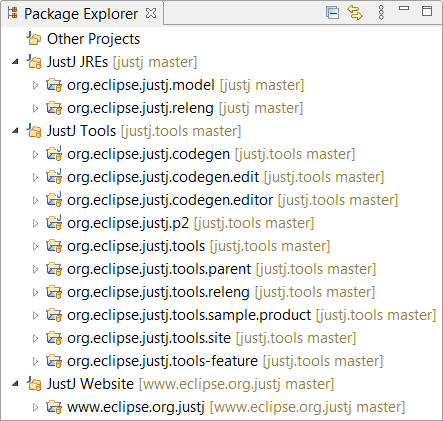 Package Explorer
Other Projects
JustJ JREs [justj master]
org.eclipse.justj.model [justj master]
org.eclipse.justj.releng [justj master]
JustJ Tools [justj.tools master]
org.eclipse.justj.codegen [justj.tools master]
org.eclipse.justj.codegen.edit [justj.tools master]
org.eclipse.justj.codegen.editor [justj.tools master]
org.eclipse.justj.p2 [justj.tools master]
org.eclipse.justj.tools [justj.tools master]
org.eclipse.justj.tools.parent [justj.tools master]
org.eclipse.justj.tools.releng [justj.tools master]
org.eclipse.justj.tools.sample.product [justj.tools master]
org.eclipse.justj.tools.site [justj.tools master]
org.eclipse.justj.tools-feature [justj.tools master]
JustJ Website [www.eclipse.org.justj master]
www.eclipse.org.justj [www.eclipse.org.justj master]